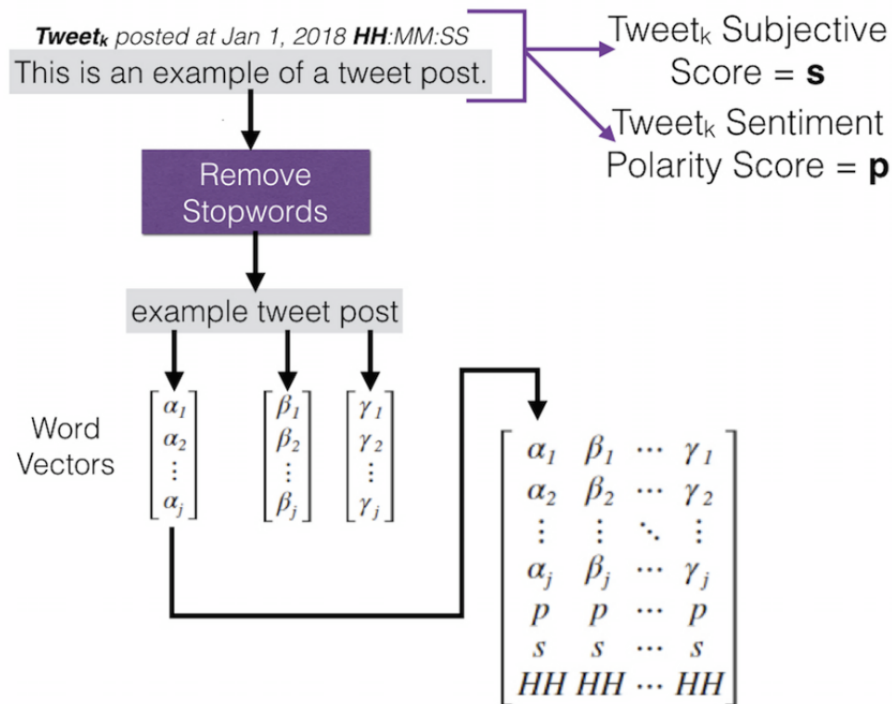 Tweetₖ posted at Jan 1, 2018 HH:MM:SS
This is an example of a tweet post.
Tweetₖ Subjective
Score = s
Tweetₖ Sentiment
Polarity Score = p
Remove
Stopwords
example tweet post
Word
Vectors
α₁ β₁ γ₁
α₂ β₂ γ₂
⋮ ⋮ ⋮
αⱼ βⱼ γⱼ
α₁ β₁ ⋯ γ₁
α₂ β₂ ⋯ γ₂
⋮ ⋮ ⋱ ⋮
αⱼ βⱼ ⋯ γⱼ
p p ⋯ p
s s ⋯ s
HH HH ⋯ HH